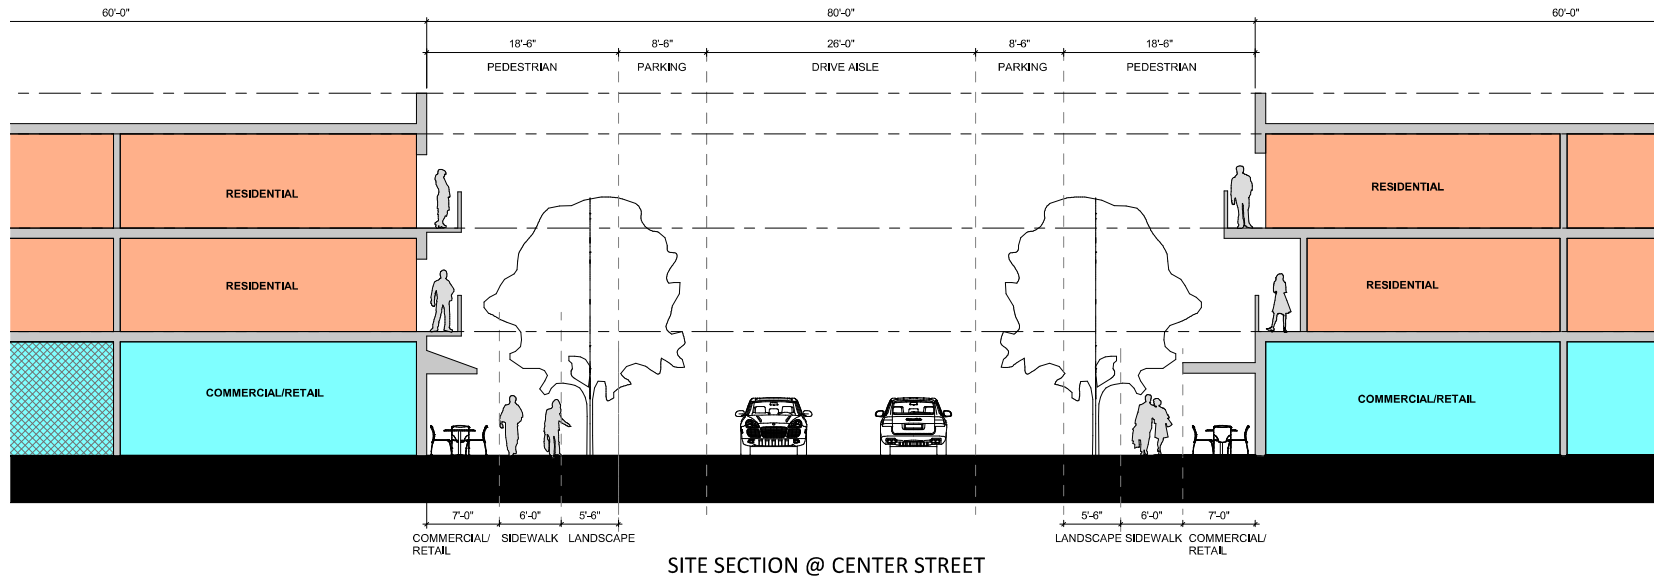 60'-0" 80'-0" 60'-0"
18'-6" 8'-6" 26'-0" 8'-6" 18'-6"
PEDESTRIAN PARKING DRIVE AISLE PARKING PEDESTRIAN
RESIDENTIAL RESIDENTIAL
RESIDENTIAL RESIDENTIAL
COMMERCIAL/RETAIL COMMERCIAL/RETAIL
7'-0" 6'-0" 5'-6" 5'-6" 6'-0" 7'-0"
COMMERCIAL/ SIDEWALK LANDSCAPE LANDSCAPE SIDEWALK COMMERCIAL/
RETAIL RETAIL
SITE SECTION @ CENTER STREET